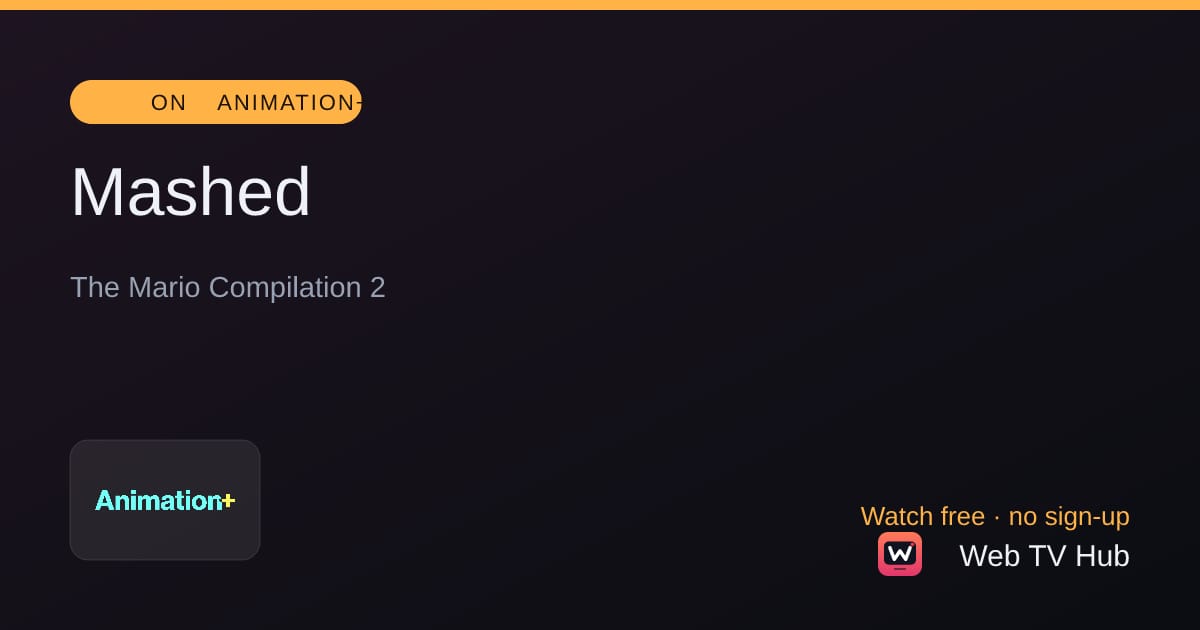 ON ANIMATION+
Mashed
The Mario Compilation 2
Animation+
Watch free · no sign-up
W
Web TV Hub